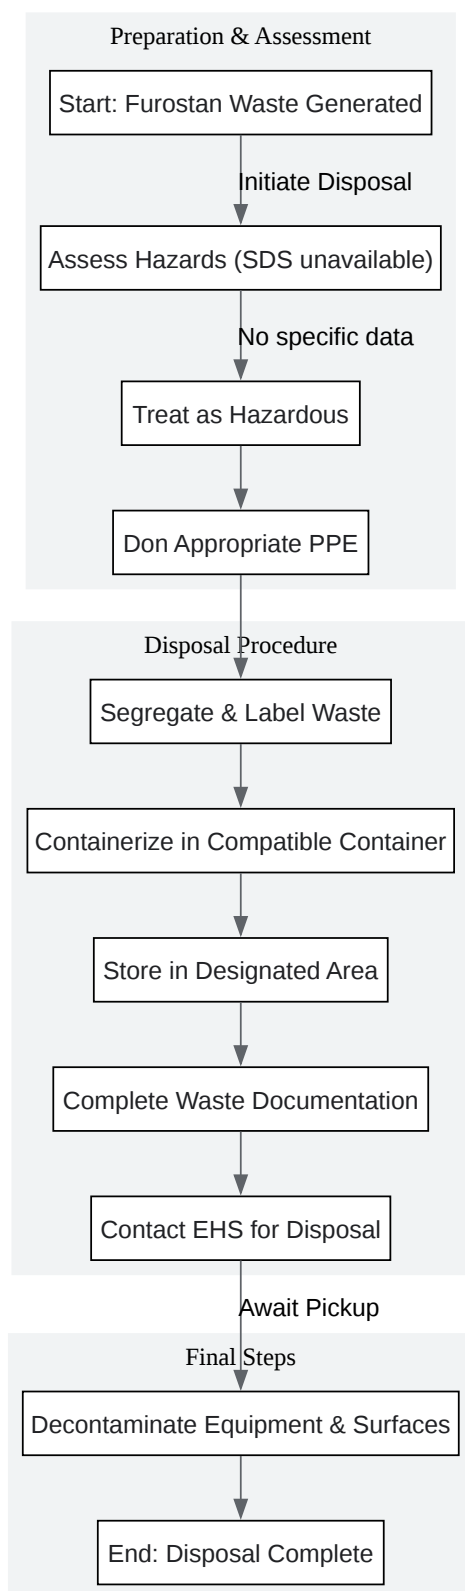 Preparation & Assessment
Start: Furostan Waste Generated
Initiate Disposal
Assess Hazards (SDS unavailable)
No specific data
Treat as Hazardous
Don Appropriate PPE
Disposal Procedure
Segregate & Label Waste
Containerize in Compatible Container
Store in Designated Area
Complete Waste Documentation
Contact EHS for Disposal
Await Pickup
Final Steps
Decontaminate Equipment & Surfaces
End: Disposal Complete